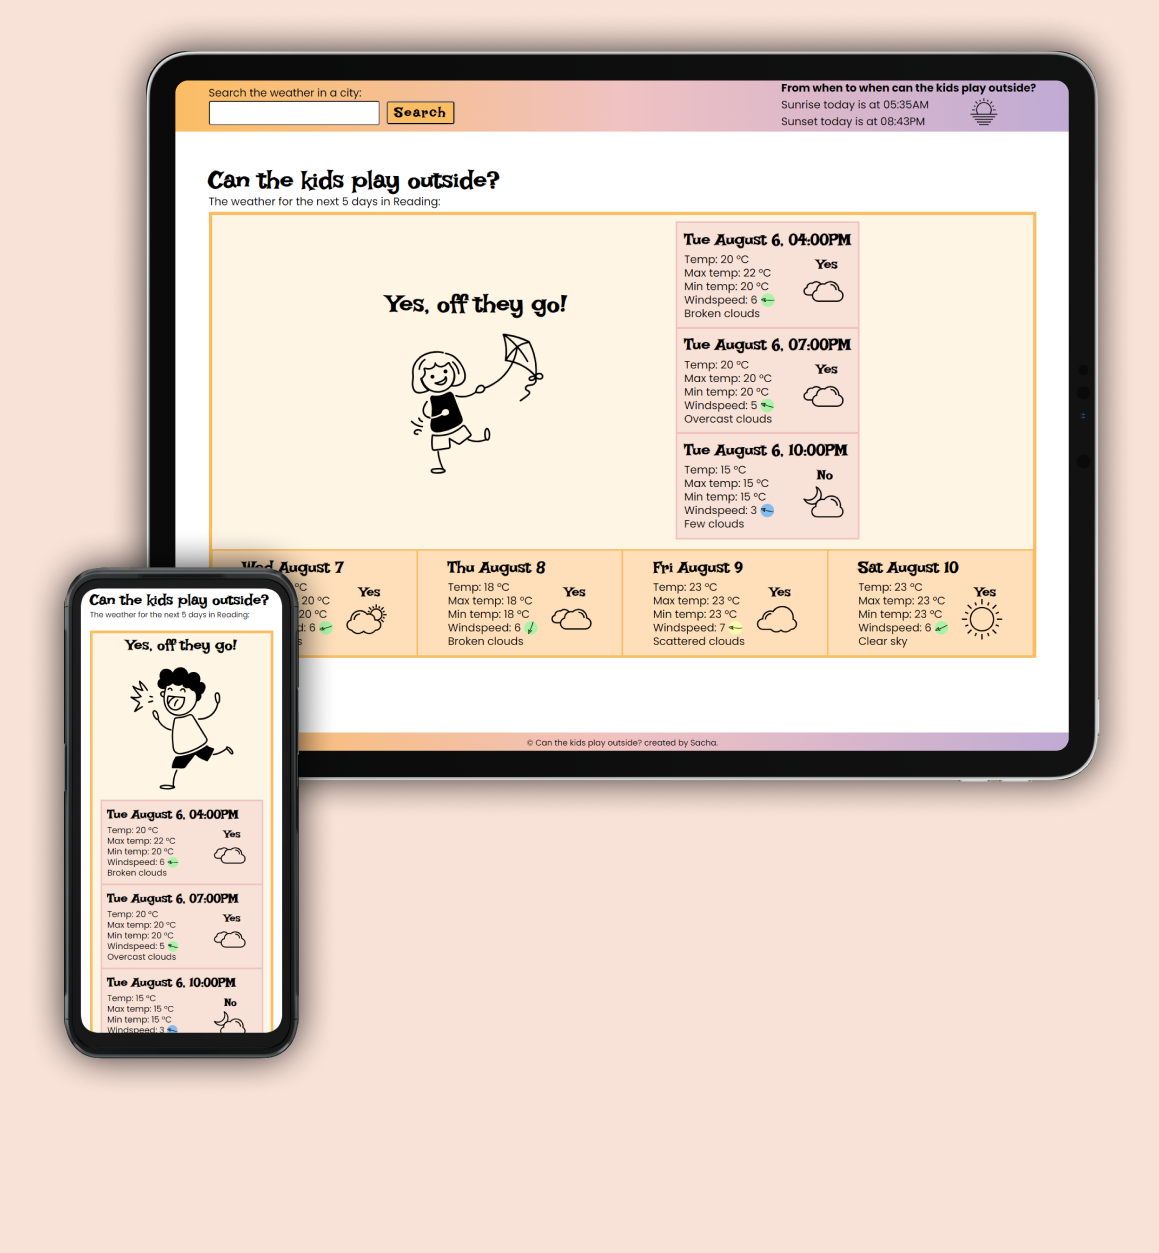 Search the weather in a city:
Search
From when to when can the kids play outside?
Sunrise today is at 05:35AM
Sunset today is at 08:43PM
Can the kids play outside?
The weather for the next 5 days in Reading:
Yes, off they go!
Tue August 6, 04:00PM
Temp: 20 °C
Yes
Max temp: 22 °C
Min temp: 20 °C
Windspeed: 6
Broken clouds
Tue August 6, 07:00PM
Temp: 20 °C
Yes
Max temp: 20 °C
Min temp: 20 °C
Windspeed: 5
Overcast clouds
Tue August 6, 10:00PM
Temp: 15 °C
No
Max temp: 15 °C
Min temp: 15 °C
Windspeed: 3
Few clouds
Wed August 7
°C
Yes
20 °C
20 °C
: 6
s
Thu August 8
Temp: 18 °C
Yes
Max temp: 18 °C
Min temp: 18 °C
Windspeed: 6
Broken clouds
Fri August 9
Temp: 23 °C
Yes
Max temp: 23 °C
Min temp: 23 °C
Windspeed: 7
Scattered clouds
Sat August 10
Temp: 23 °C
Yes
Max temp: 23 °C
Min temp: 23 °C
Windspeed: 6
Clear sky
© Can the kids play outside? created by Sacha.
Can the kids play outside?
The weather for the next 5 days in Reading:
Yes, off they go!
Tue August 6, 04:00PM
Temp: 20 °C
Yes
Max temp: 22 °C
Min temp: 20 °C
Windspeed: 6
Broken clouds
Tue August 6, 07:00PM
Temp: 20 °C
Yes
Max temp: 20 °C
Min temp: 20 °C
Windspeed: 5
Overcast clouds
Tue August 6, 10:00PM
Temp: 15 °C
No
Max temp: 15 °C
Min temp: 15 °C
Windspeed: 3